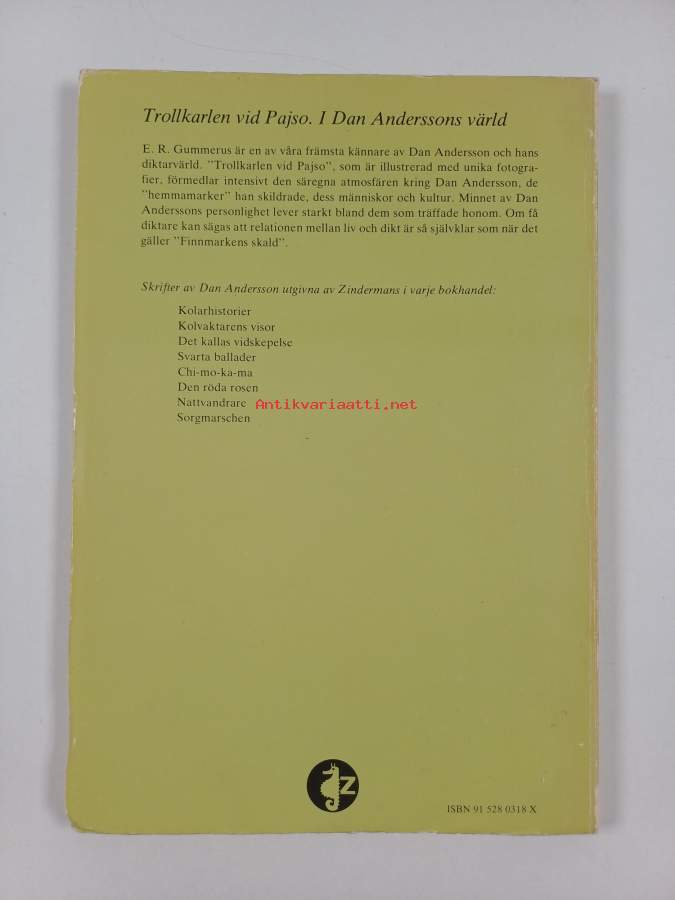 Trollkarlen vid Pajso. I Dan Anderssons värld
E. R. Gummerus är en av våra främsta kännare av Dan Andersson och hans
diktarvärld. ”Trollkarlen vid Pajso”, som är illustrerad med unika fotogra-
fier, förmedlar intensivt den säregna atmosfären kring Dan Andersson, de
”hemmamarker” han skildrade, dess människor och kultur. Minnet av Dan
Anderssons personlighet lever starkt bland dem som träffade honom. Om få
diktare kan sägas att relationen mellan liv och dikt är så självklar som när det
gäller ”Finnmarkens skald”.
Skrifter av Dan Andersson utgivna av Zindermans i varje bokhandel:
Kolarhistorier
Kolvaktarens visor
Det kallas vidskepelse
Svarta ballader
Chi-mo-ka-ma
Den röda rosen
Nattvandrare
Antikvariaatti.net
Sorgmarschen
Z
ISBN 91 528 0318 X